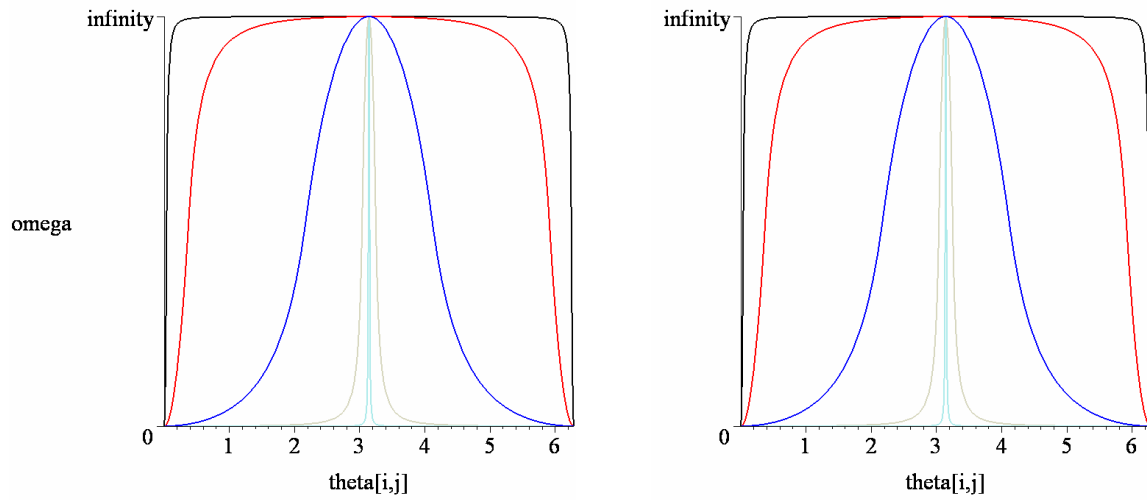 infinity
omega
0
1 2 3 4 5 6
theta[i,j]
infinity
0
1 2 3 4 5 6
theta[i,j]